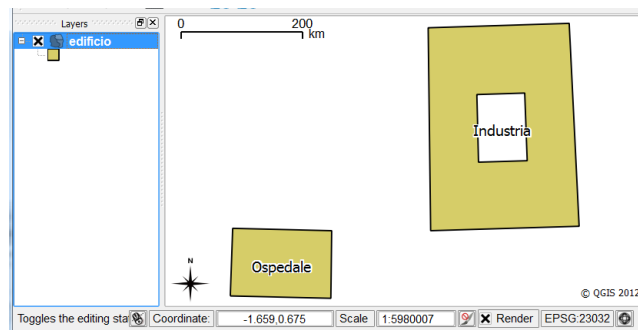 Layers
edificio
0 200
km
Industria
Ospedale
N
© QGIS 2012
Toggles the editing sta Coordinate: -1.659,0.675 Scale 1:5980007 Render EPSG:23032